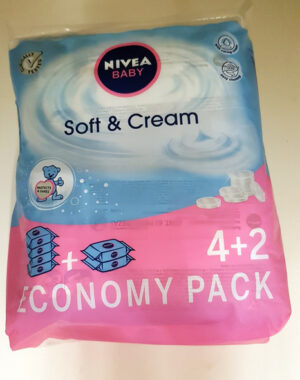 NIVEA
BABY
Soft & Cream
4+2
+
ECONOMY PACK